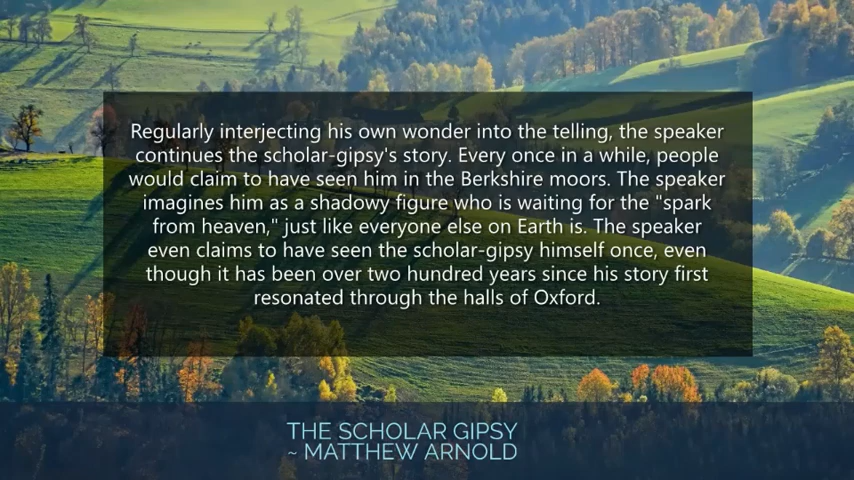 Regularly interjecting his own wonder into the telling, the speaker
continues the scholar-gipsy's story. Every once in a while, people
would claim to have seen him in the Berkshire moors. The speaker
imagines him as a shadowy figure who is waiting for the "spark
from heaven," just like everyone else on Earth is. The speaker
even claims to have seen the scholar-gipsy himself once, even
though it has been over two hundred years since his story first
resonated through the halls of Oxford.
THE SCHOLAR GIPSY
~ MATTHEW ARNOLD